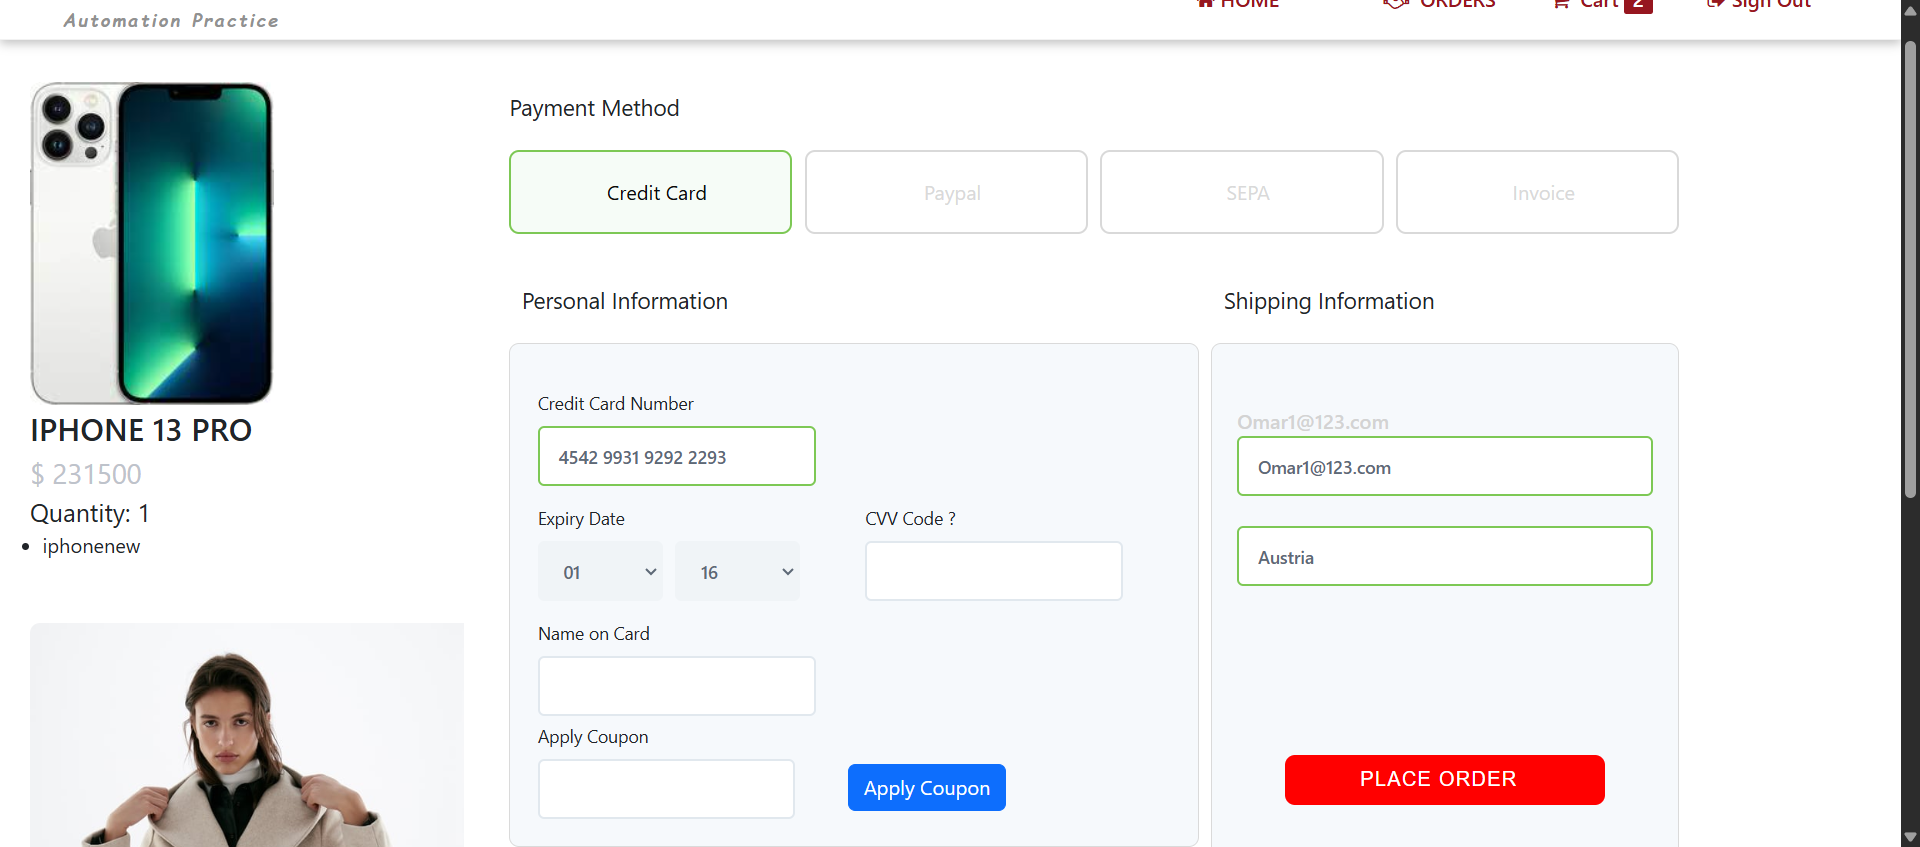 Automation Practice
HOME
ORDERS
Cart 2
Sign Out
IPHONE 13 PRO
$ 231500
Quantity: 1
iphonenew
Payment Method
Credit Card
Paypal
SEPA
Invoice
Personal Information
Credit Card Number
4542 9931 9292 2293
Expiry Date
CVV Code ?
01
16
Name on Card
Apply Coupon
Apply Coupon
Shipping Information
Omar1@123.com
Omar1@123.com
Austria
PLACE ORDER